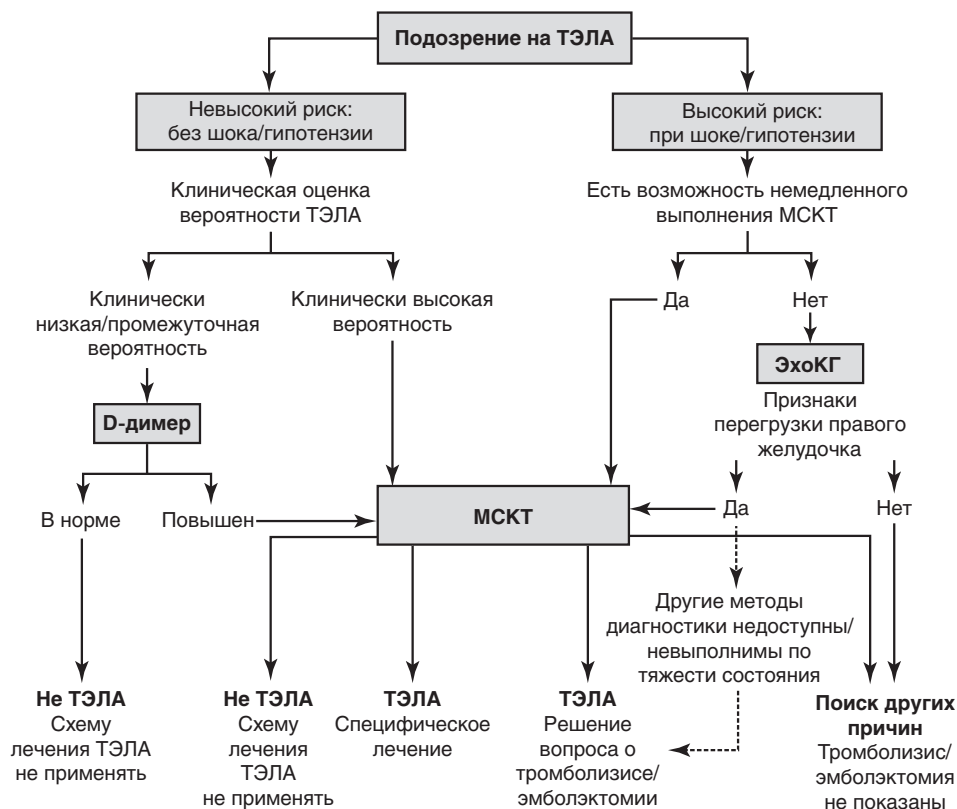 Подозрение на ТЭЛА
Невысокий риск:
без шока/гипотензии
Высокий риск:
при шоке/гипотензии
Клиническая оценка
вероятности ТЭЛА
Есть возможность немедленного
выполнения МСКТ
Клинически
низкая/промежуточная
вероятность
Клинически высокая
вероятность
Да
Нет
ЭхоКГ
Признаки
перегрузки правого
желудочка
D-димер
В норме
Повышен
МСКТ
Да
Нет
Другие методы
диагностики недоступны/
невыполнимы по
тяжести состояния
Не ТЭЛА
Схему
лечения ТЭЛА
не применять
Не ТЭЛА
Схему
лечения
ТЭЛА
не применять
ТЭЛА
Специфическое
лечение
ТЭЛА
Решение
вопроса о
тромболизисе/
эмболэктомии
Поиск других
причин
Тромболизис/
эмболэктомия
не показаны